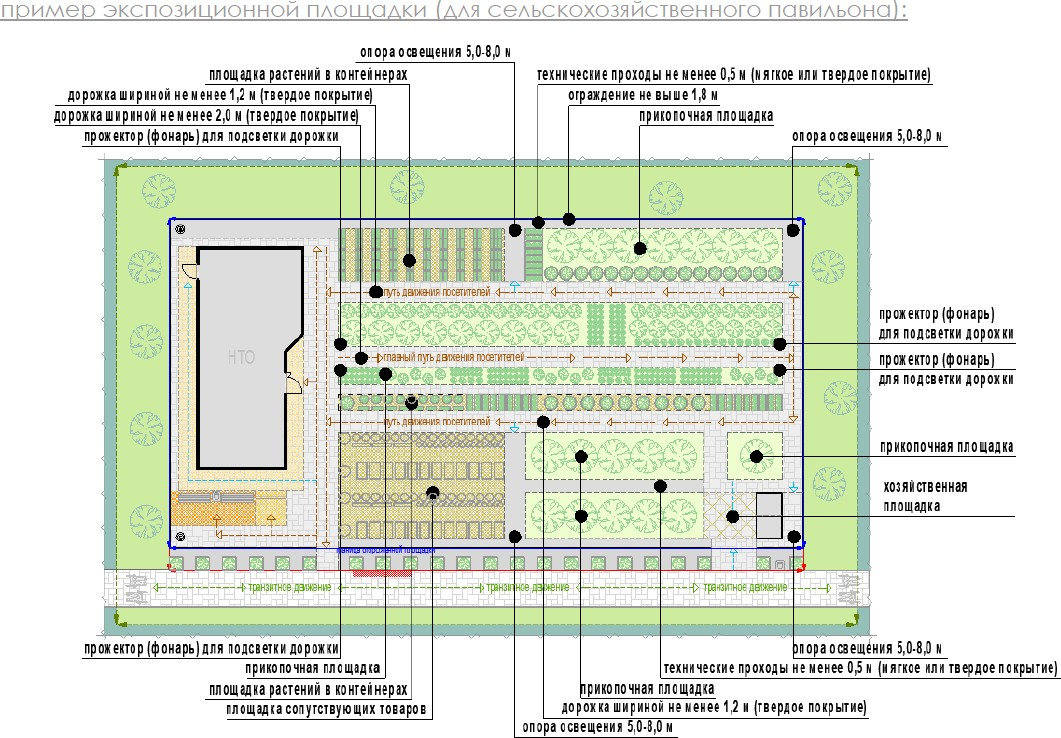 пример экспозиционной площадки (для сельскохозяйственного павильона):
опора освещения 5,0-8,0 м
площадка растений в контейнерах
технические проходы не менее 0,5 м (мягкое или твердое покрытие)
дорожка шириной не менее 1,2 м (твердое покрытие)
ограждение не выше 1,8 м
дорожка шириной не менее 2,0 м (твердое покрытие)
прикопочная площадка
прожектор (фонарь) для подсветки дорожки
опора освещения 5,0-8,0 м
путь движения посетителей
прожектор (фонарь)
для подсветки дорожки
НТО
главный путь движения посетителей
прожектор (фонарь)
для подсветки дорожки
путь движения посетителей
прикопочная площадка
хозяйственная
площадка
граница огороженной площадки
транзитное движение
транзитное движение
транзитное движение
прожектор (фонарь) для подсветки дорожки
опора освещения 5,0-8,0 м
прикопочная площадка
технические проходы не менее 0,5 м (мягкое или твердое покрытие)
площадка растений в контейнерах
прикопочная площадка
площадка сопутствующих товаров
дорожка шириной не менее 1,2 м (твердое покрытие)
опора освещения 5,0-8,0 м